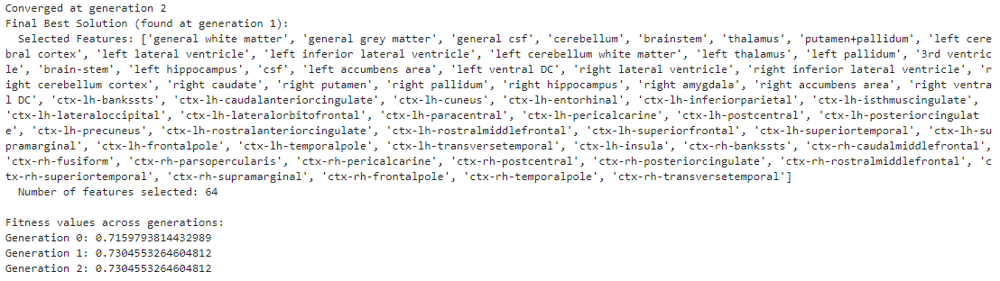 Converged at generation 2
Final Best Solution (found at generation 1):
  Selected Features: ['general white matter', 'general grey matter', 'general csf', 'cerebellum', 'brainstem', 'thalamus', 'putamen+pallidum', 'left cere
bral cortex', 'left lateral ventricle', 'left inferior lateral ventricle', 'left cerebellum white matter', 'left thalamus', 'left pallidum', '3rd ventric
le', 'brain-stem', 'left hippocampus', 'csf', 'left accumbens area', 'left ventral DC', 'right lateral ventricle', 'right inferior lateral ventricle', 'r
ight cerebellum cortex', 'right caudate', 'right putamen', 'right pallidum', 'right hippocampus', 'right amygdala', 'right accumbens area', 'right ventra
l DC', 'ctx-lh-bankssts', 'ctx-lh-caudalanteriorcingulate', 'ctx-lh-cuneus', 'ctx-lh-entorhinal', 'ctx-lh-inferiorparietal', 'ctx-lh-isthmuscingulate',
'ctx-lh-lateraloccipital', 'ctx-lh-lateralorbitofrontal', 'ctx-lh-paracentral', 'ctx-lh-pericalcarine', 'ctx-lh-postcentral', 'ctx-lh-posteriorcingulat
e', 'ctx-lh-precuneus', 'ctx-lh-rostralanteriorcingulate', 'ctx-lh-rostralmiddlefrontal', 'ctx-lh-superiorfrontal', 'ctx-lh-superiortemporal', 'ctx-lh-su
pramarginal', 'ctx-lh-frontalpole', 'ctx-lh-temporalpole', 'ctx-lh-transversetemporal', 'ctx-lh-insula', 'ctx-rh-bankssts', 'ctx-rh-caudalmiddlefrontal',
'ctx-rh-fusiform', 'ctx-rh-parsopercularis', 'ctx-rh-pericalcarine', 'ctx-rh-postcentral', 'ctx-rh-posteriorcingulate', 'ctx-rh-rostralmiddlefrontal', 'c
tx-rh-superiortemporal', 'ctx-rh-supramarginal', 'ctx-rh-frontalpole', 'ctx-rh-temporalpole', 'ctx-rh-transversetemporal']
  Number of features selected: 64

Fitness values across generations:
Generation 0: 0.7159793814432989
Generation 1: 0.7304553264604812
Generation 2: 0.7304553264604812